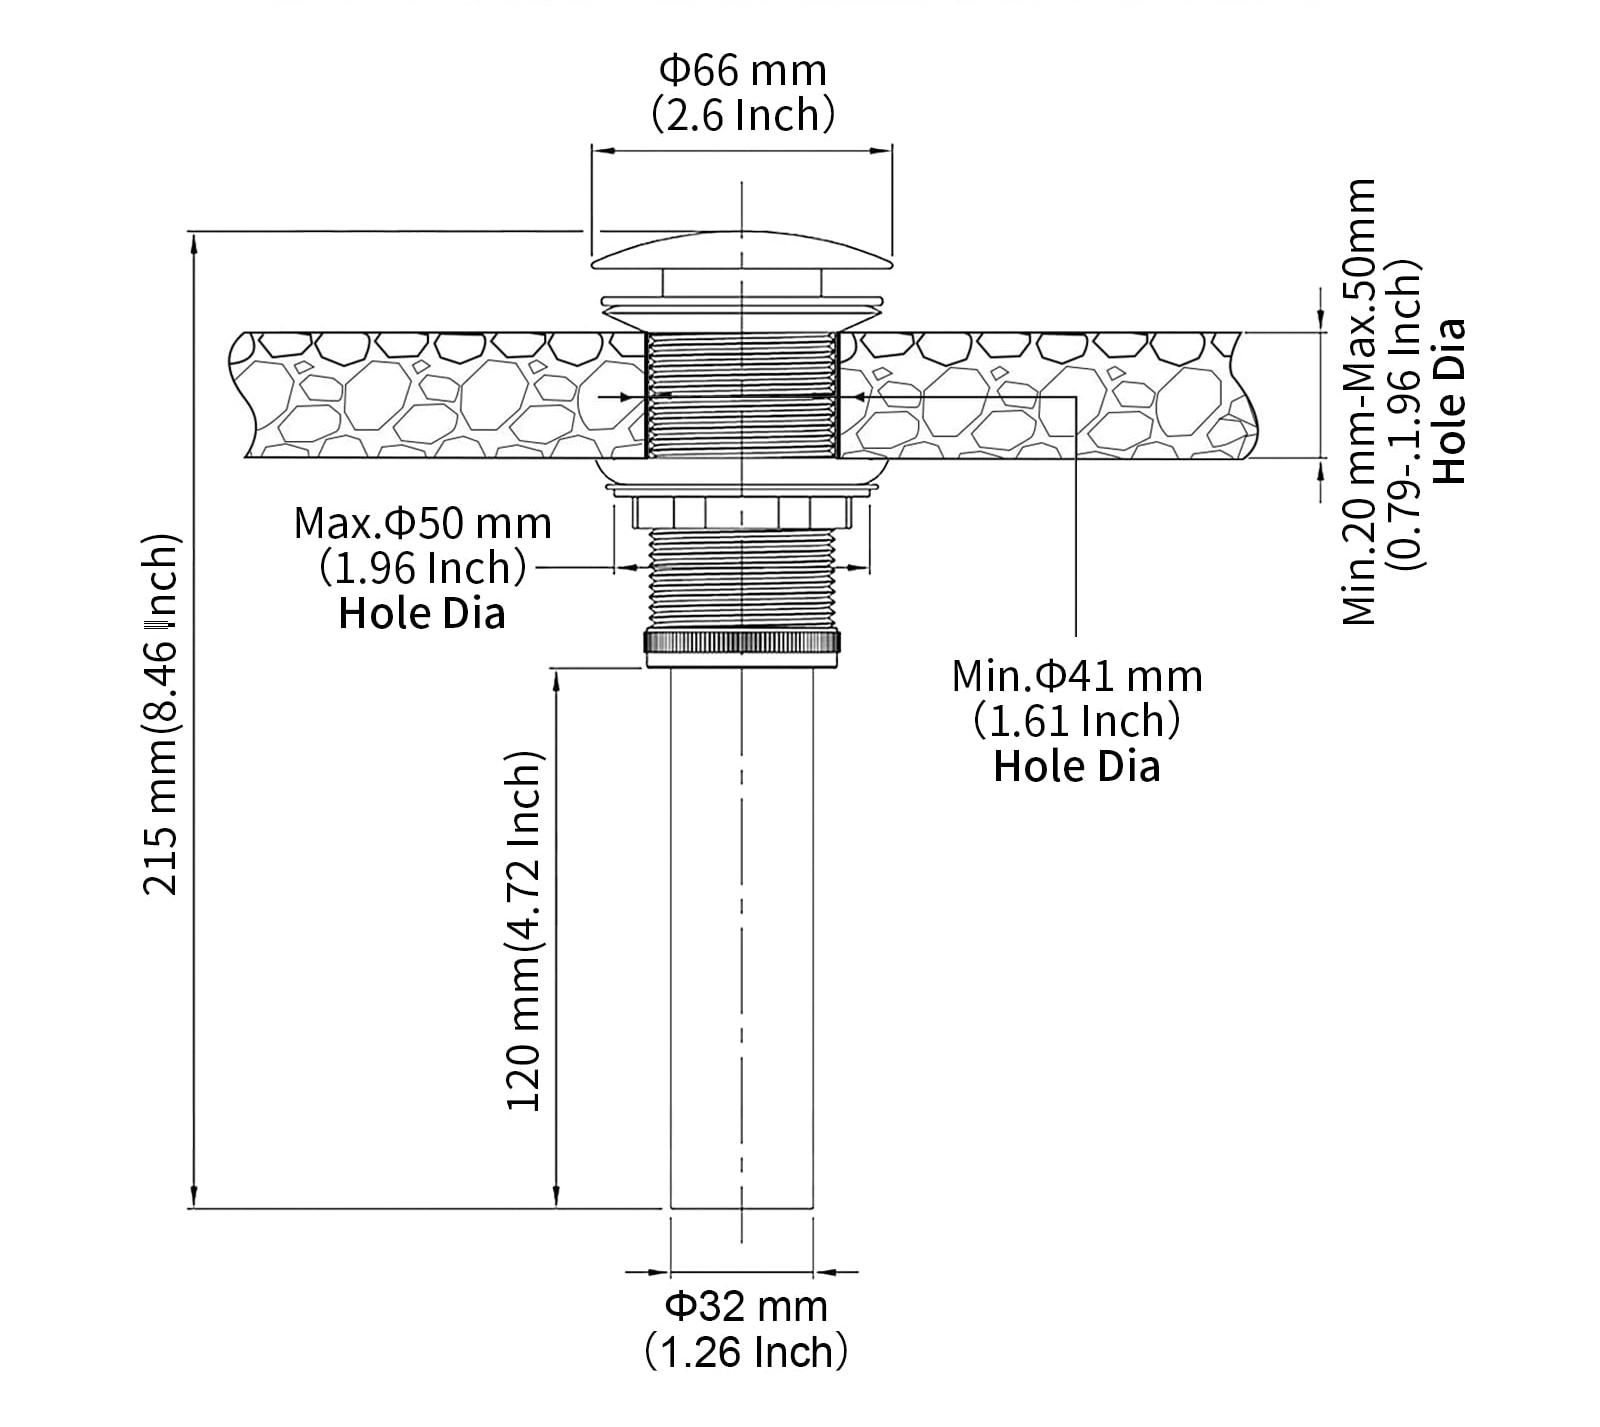 Φ66 mm
(2.6 Inch)
Min.20 mm-Max.50mm
(0.79-.1.96 Inch)
Hole Dia
Max.Φ50 mm
(1.96 Inch)
Hole Dia
215 mm(8.46 Inch)
Min.Φ41 mm
(1.61 Inch)
Hole Dia
120 mm(4.72 Inch)
Φ32 mm
(1.26 Inch)